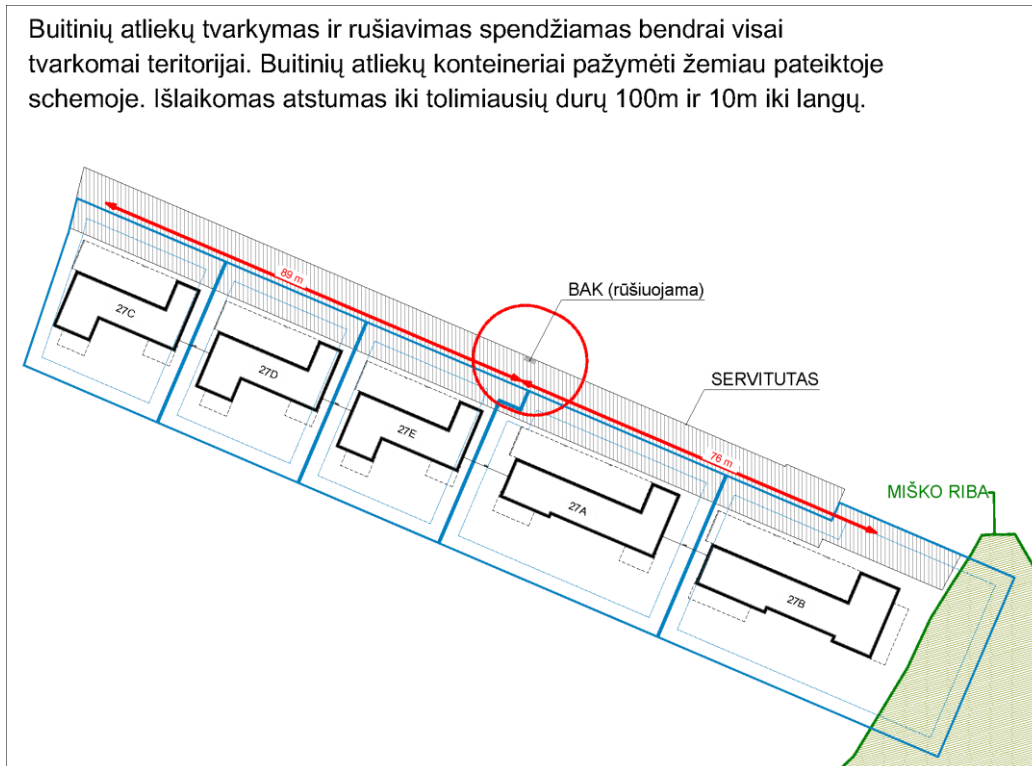 Buitinių atliekų tvarkymas ir rušiavimas spendžiamas bendrai visai
tvarkomai teritorijai. Buitinių atliekų konteineriai pažymėti žemiau pateiktoje
schemoje. Išlaikomas atstumas iki tolimiausių durų 100m ir 10m iki langų.
89 m
BAK (rūšiuojama)
27C
27D
SERVITUTAS
27E
76 m
27A
MIŠKO RIBA
27B